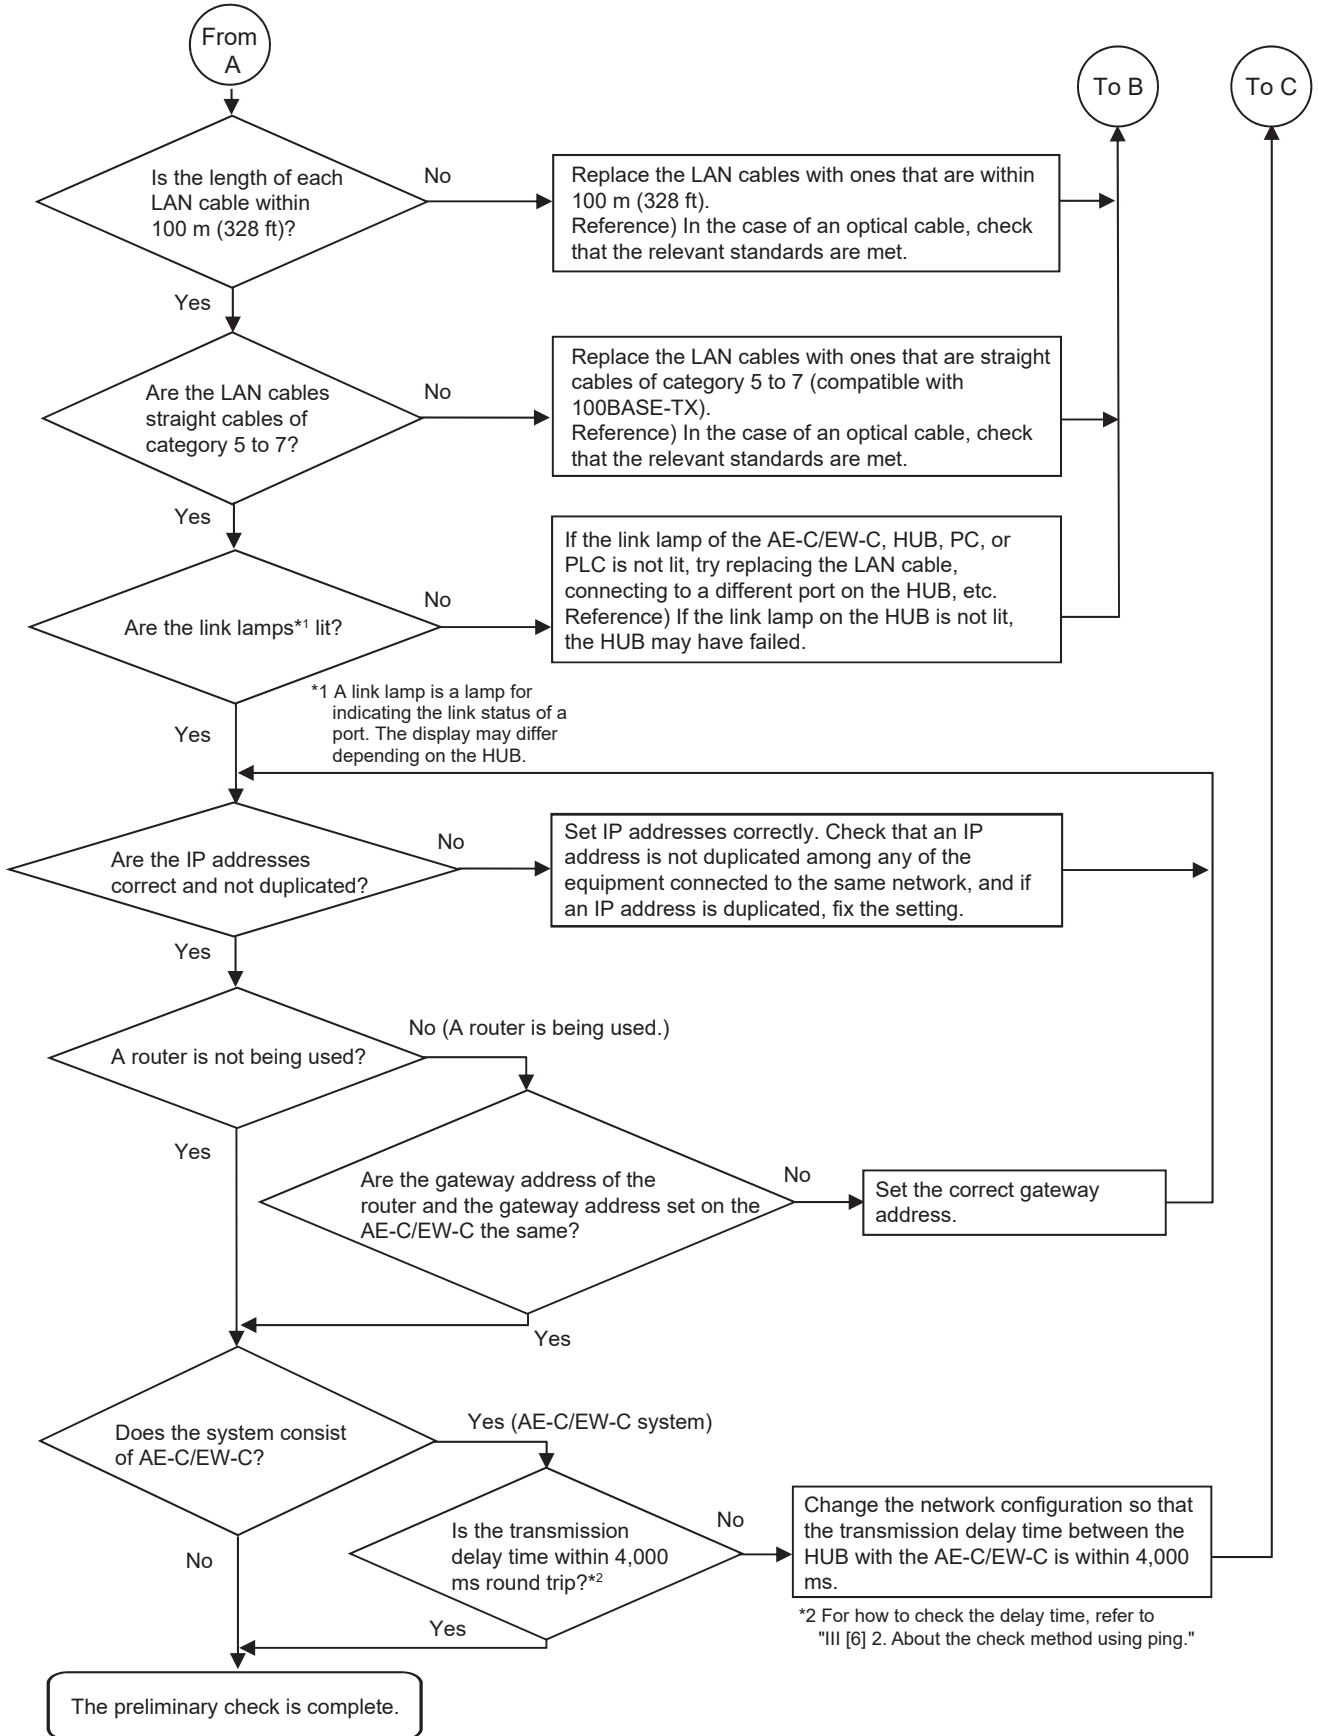 From
A
To B
To C
Is the length of each
LAN cable within
100 m (328 ft)?
No
Replace the LAN cables with ones that are within
100 m (328 ft).
Reference) In the case of an optical cable, check
that the relevant standards are met.
Yes
Are the LAN cables
straight cables of
category 5 to 7?
No
Replace the LAN cables with ones that are straight
cables of category 5 to 7 (compatible with
100BASE-TX).
Reference) In the case of an optical cable, check
that the relevant standards are met.
Yes
Are the link lamps*1 lit?
No
If the link lamp of the AE-C/EW-C, HUB, PC, or
PLC is not lit, try replacing the LAN cable,
connecting to a different port on the HUB, etc.
Reference) If the link lamp on the HUB is not lit,
the HUB may have failed.
*1 A link lamp is a lamp for
indicating the link status of a
port. The display may differ
depending on the HUB.
Yes
Are the IP addresses
correct and not duplicated?
No
Set IP addresses correctly. Check that an IP
address is not duplicated among any of the
equipment connected to the same network, and if
an IP address is duplicated, fix the setting.
Yes
A router is not being used?
No (A router is being used.)
Yes
Are the gateway address of the
router and the gateway address set on the
AE-C/EW-C the same?
No
Set the correct gateway
address.
Yes
Does the system consist
of AE-C/EW-C?
Yes (AE-C/EW-C system)
Is the transmission
delay time within 4,000
ms round trip?*2
No
Change the network configuration so that
the transmission delay time between the
HUB with the AE-C/EW-C is within 4,000
ms.
*2 For how to check the delay time, refer to
"III [6] 2. About the check method using ping."
No
Yes
The preliminary check is complete.